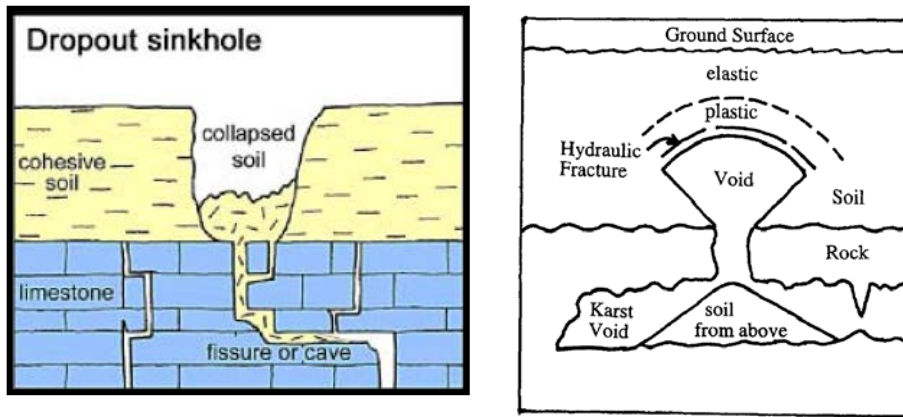 Dropout sinkhole
collapsed
soil
cohesive
soil
limestone
fissure or cave
Ground Surface
elastic
plastic
Hydraulic
Fracture
Void
Soil
Rock
Karst
Void
soil
from above